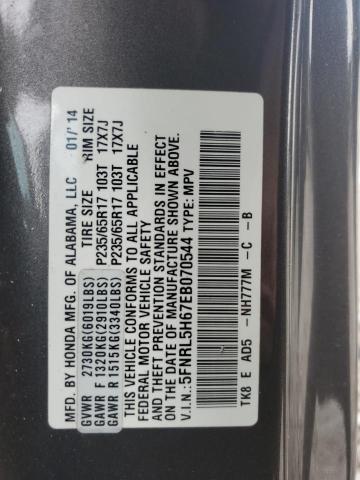 MFD. BY HONDA MFG. OF ALABAMA, LLC 01/'14
TIRE SIZE RIM SIZE
GVWR 2730KG(6019LBS)
GAWR F 1320KG(2910LBS) P235/65R17 103T 17X7J
GAWR R 1515KG(3340LBS) P235/65R17 103T 17X7J
THIS VEHICLE CONFORMS TO ALL APPLICABLE
FEDERAL MOTOR VEHICLE SAFETY
AND THEFT PREVENTION STANDARDS IN EFFECT
ON THE DATE OF MANUFACTURE SHOWN ABOVE.
V.I.N.: 5FNRL5H67EB070544 TYPE: MPV
TK8 E AD5 - NH777M - C - B